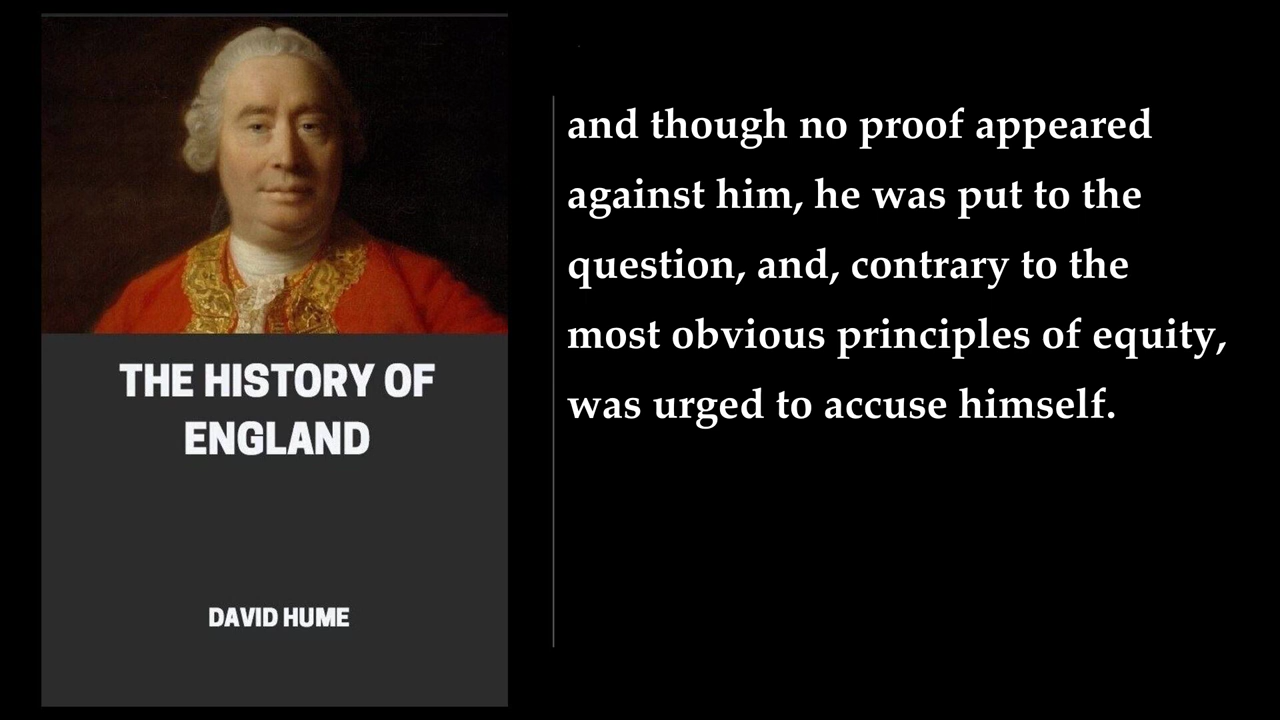 THE HISTORY OF
ENGLAND
DAVID HUME
and though no proof appeared
against him, he was put to the
question, and, contrary to the
most obvious principles of equity,
was urged to accuse himself.